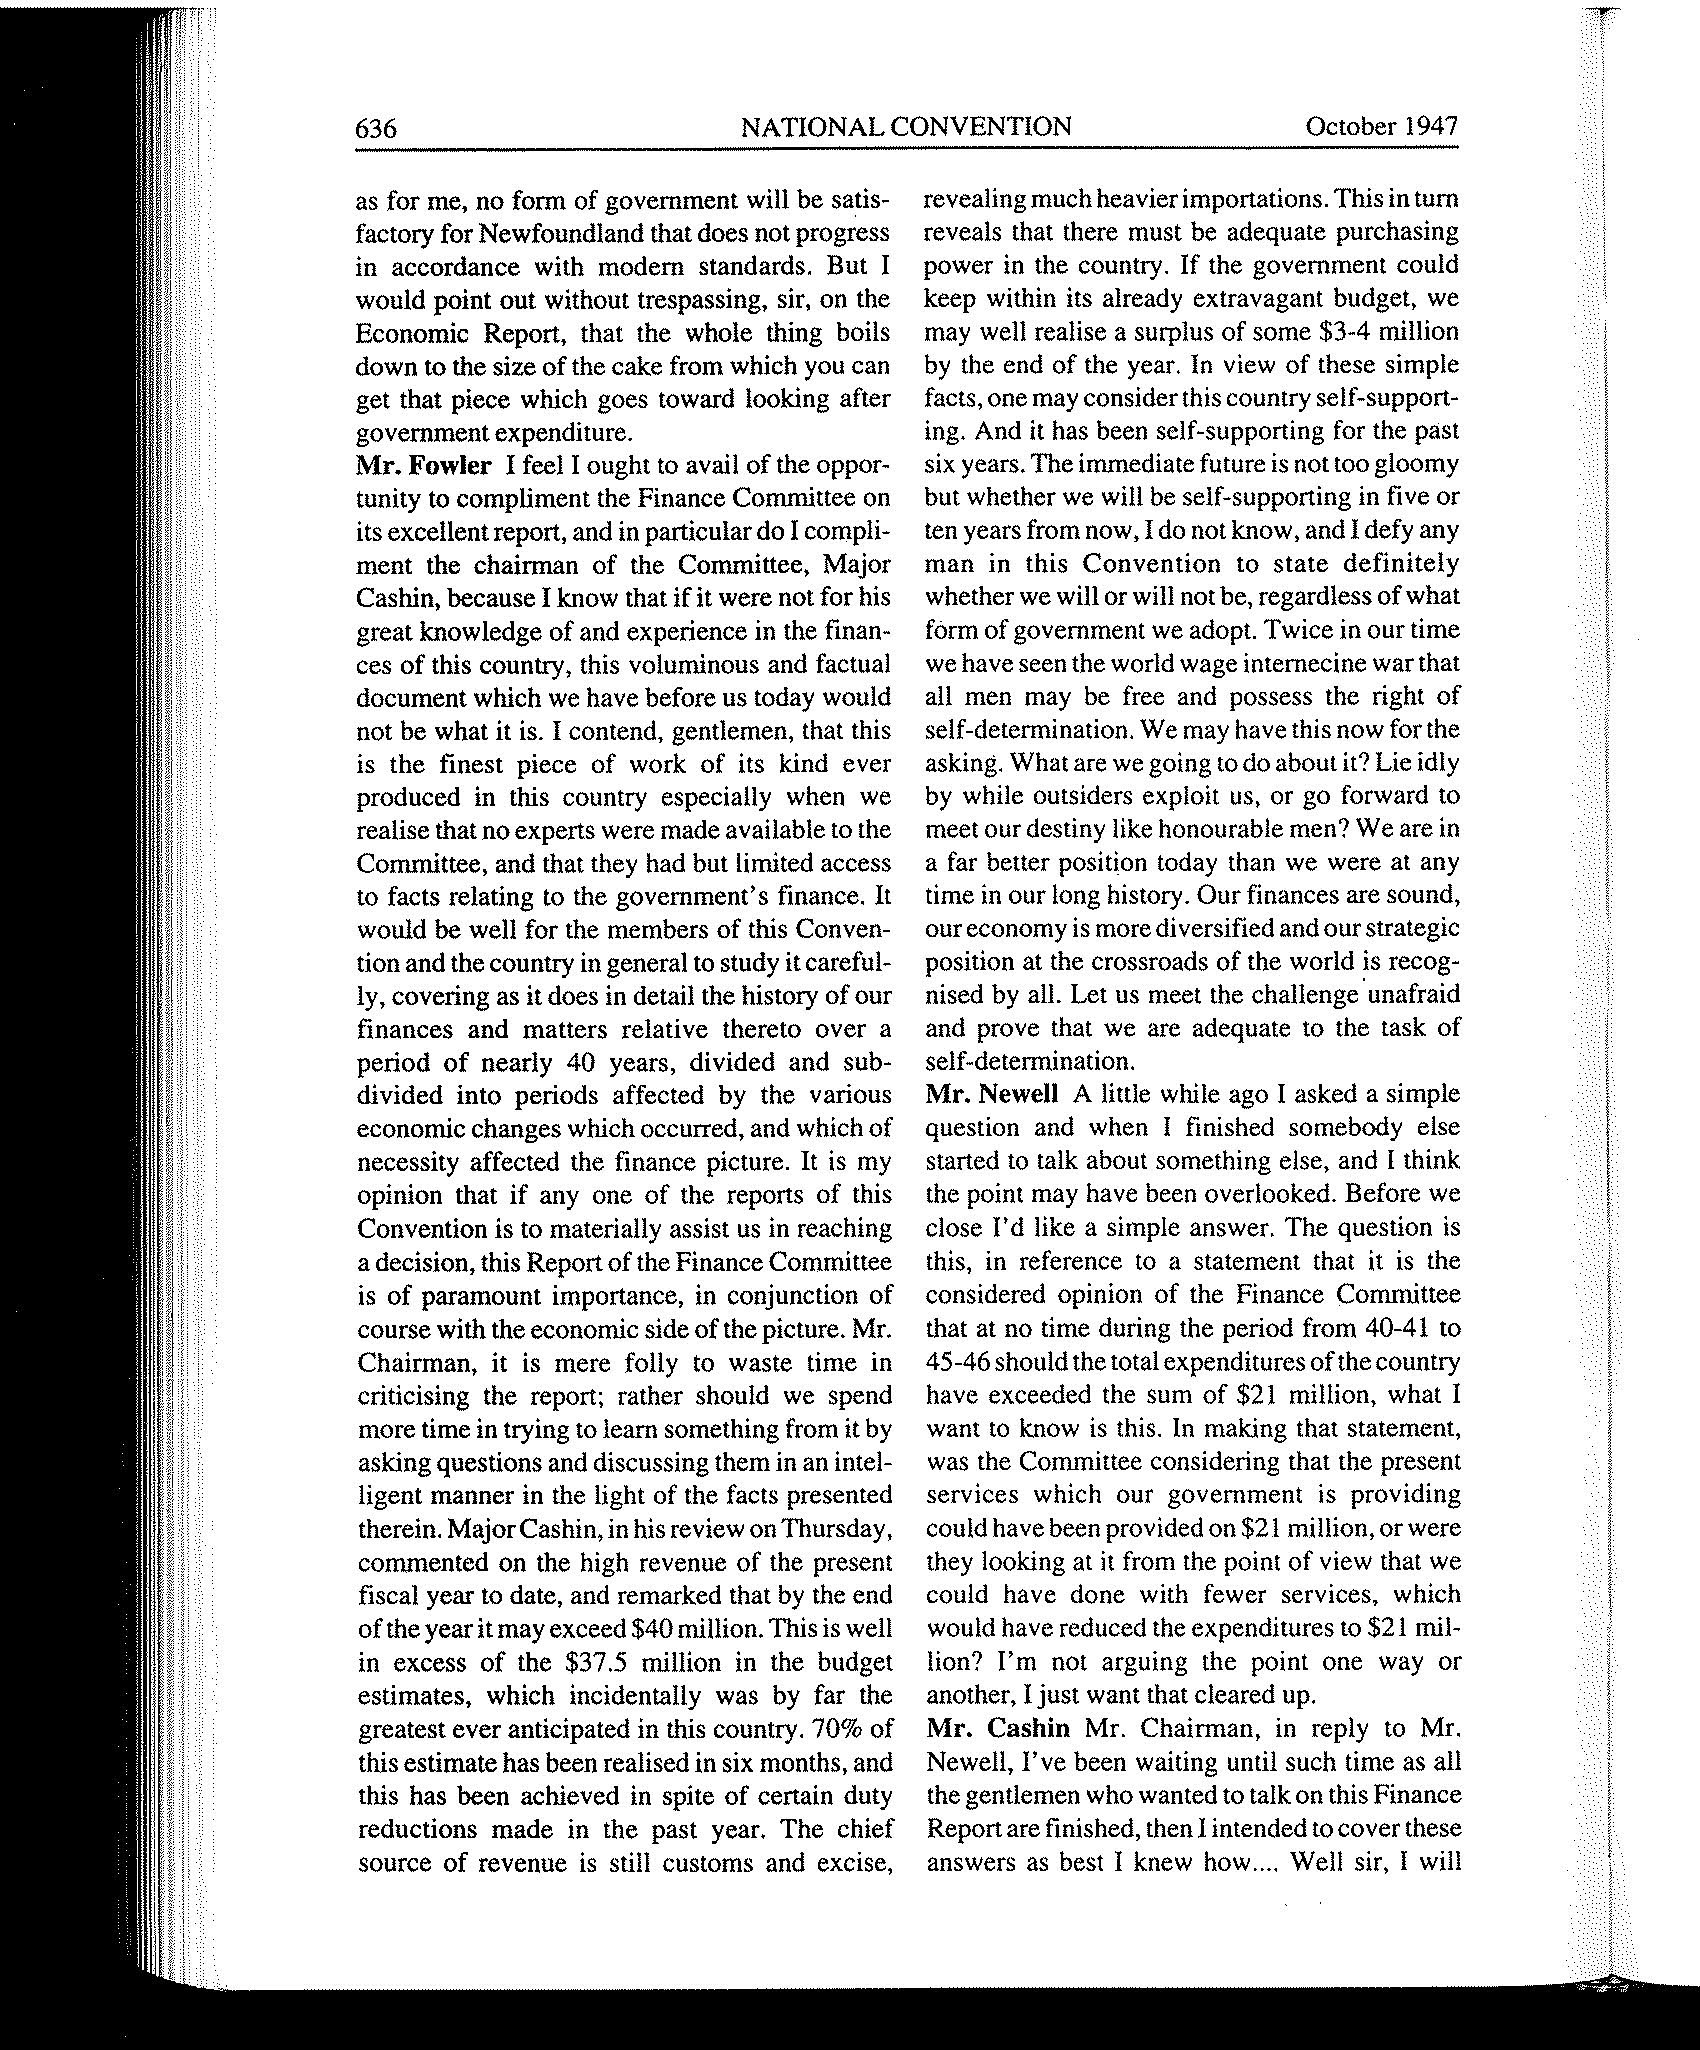 636 NATIONAL CONVENTION October 1947
as for me, no form of government will be satis-
factory for Newfoundland that does not progress
in accordance with modern standards. But I
would point out without trespassing, sir, on the
Economic Report, that the whole thing boils
down to the size of the cake from which you can
get that piece which goes toward looking after
government expenditure.
Mr. Fowler I feel I ought to avail of the oppor-
tunity to compliment the Finance Committee on
its excellent report, and in particular do I compli-
ment the chairman of the Committee, Major
Cashin, because I know that if it were not for his
great knowledge of and experience in the finan-
ces of this country, this voluminous and factual
document which we have before us today would
not be what it is. I contend, gentlemen, that this
is the finest piece of work of its kind ever
produced in this country especially when we
realise that no experts were made available to the
Committee, and that they had but limited access
to facts relating to the government's finance. It
would be well for the members of this Conven-
tion and the country in general to study it careful-
ly, covering as it does in detail the history of our
finances and matters relative thereto over a
period of nearly 40 years, divided and sub-
divided into periods affected by the various
economic changes which occurred, and which of
necessity affected the finance picture. It is my
opinion that if any one of the reports of this
Convention is to materially assist us in reaching
a decision, this Report of the Finance Committee
is of paramount importance, in conjunction of
course with the economic side of the picture. Mr.
Chairman, it is mere folly to waste time in
criticising the report; rather should we spend
more time in trying to learn something from it by
asking questions and discussing them in an intel-
ligent manner in the light of the facts presented
therein. Major Cashin, in his review on Thursday,
commented on the high revenue of the present
fiscal year to date, and remarked that by the end
of the year it may exceed $40 million. This is well
in excess of the $37.5 million in the budget
estimates, which incidentally was by far the
greatest ever anticipated in this country. 70% of
this estimate has been realised in six months, and
this has been achieved in spite of certain duty
reductions made in the past year. The chief
source of revenue is still customs and excise,
revealing much heavier importations. This in turn
reveals that there must be adequate purchasing
power in the country. If the government could
keep within its already extravagant budget, we
may well realise a surplus of some $3-4 million
by the end of the year. In view of these simple
facts, one may consider this country self-support-
ing. And it has been self-supporting for the past
six years. The immediate future is not too gloomy
but whether we will be self-supporting in five or
ten years from now, I do not know, and I defy any
man in this Convention to state definitely
whether we will or will not be, regardless of what
form of government we adopt. Twice in our time
we have seen the world wage internecine war that
all men may be free and possess the right of
self-determination. We may have this now for the
asking. What are we going to do about it? Lie idly
by while outsiders exploit us, or go forward to
meet our destiny like honourable men? We are in
a far better position today than we were at any
time in our long history. Our finances are sound,
our economy is more diversified and our strategic
position at the crossroads of the world is recog-
nised by all. Let us meet the challenge unafraid
and prove that we are adequate to the task of
self-determination.
Mr. Newell A little while ago I asked a simple
question and when I finished somebody else
started to talk about something else, and I think
the point may have been overlooked. Before we
close I'd like a simple answer. The question is
this, in reference to a statement that it is the
considered opinion of the Finance Committee
that at no time during the period from 40-41 to
45-46 should the total expenditures of the country
have exceeded the sum of $21 million, what I
want to know is this. In making that statement,
was the Committee considering that the present
services which our government is providing
could have been provided on $21 million, or were
they looking at it from the point of view that we
could have done with fewer services, which
would have reduced the expenditures to $21 mil-
lion? I'm not arguing the point one way or
another, I just want that cleared up.
Mr. Cashin Mr. Chairman, in reply to Mr.
Newell, I've been waiting until such time as all
the gentlemen who wanted to talk on this Finance
Report are finished, then I intended to cover these
answers as best I knew how.... Well sir, I will